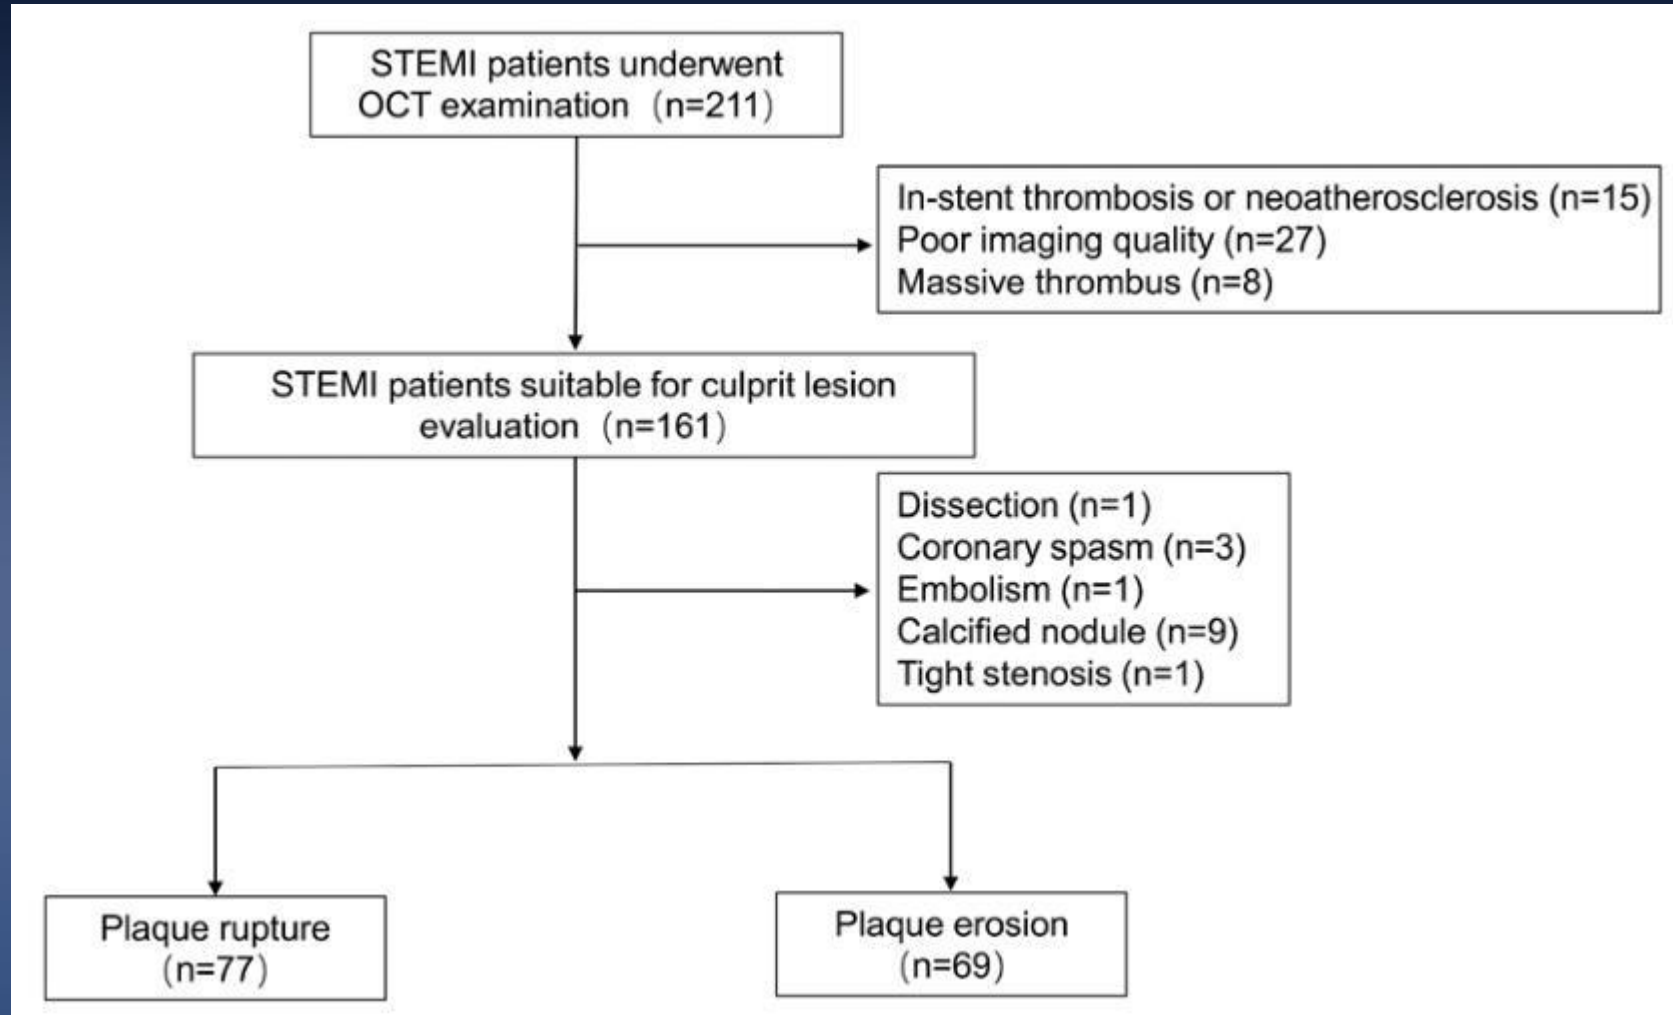 STEMI patients underwent
OCT examination (n=211)
In-stent thrombosis or neoatherosclerosis (n=15)
Poor imaging quality (n=27)
Massive thrombus (n=8)
STEMI patients suitable for culprit lesion
evaluation (n=161)
Dissection (n=1)
Coronary spasm (n=3)
Embolism (n=1)
Calcified nodule (n=9)
Tight stenosis (n=1)
Plaque rupture
(n=77)
Plaque erosion
(n=69)